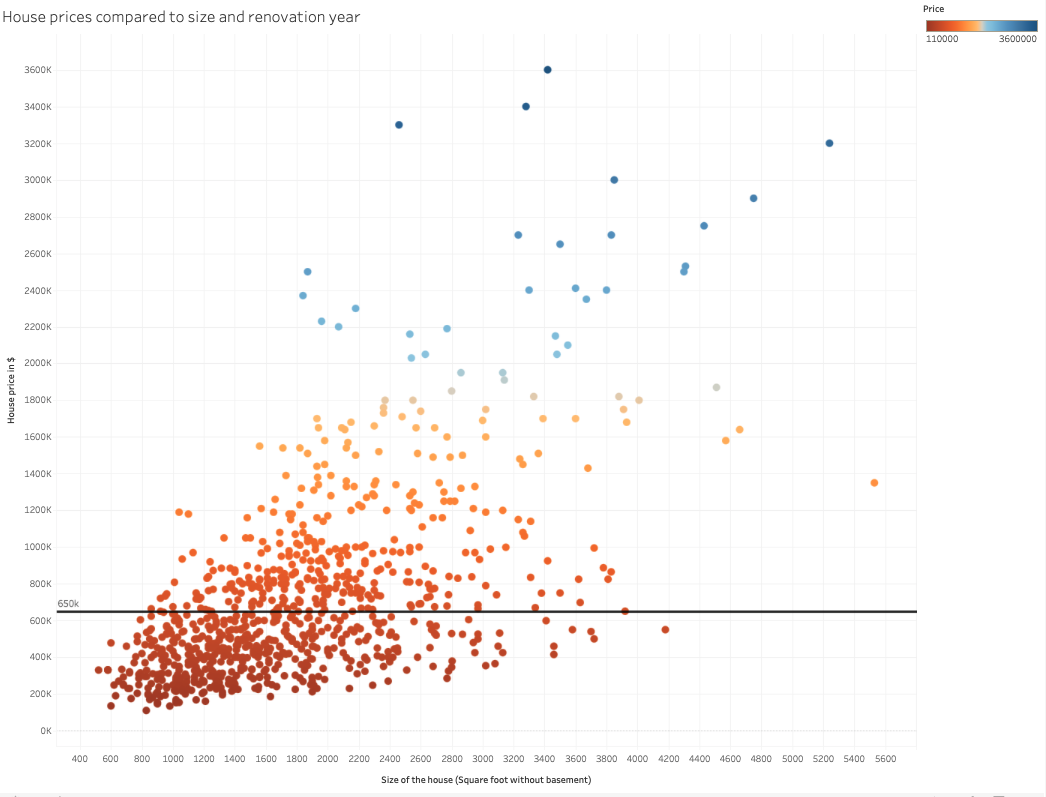 House prices compared to size and renovation year
Price
110000 3600000
3600K
3400K
3200K
3000K
2800K
2600K
2400K
2200K
2000K
1800K
1600K
1400K
1200K
1000K
800K
600K
400K
200K
0K
House price in $
650k
400 600 800 1000 1200 1400 1600 1800 2000 2200 2400 2600 2800 3000 3200 3400 3600 3800 4000 4200 4400 4600 4800 5000 5200 5400 5600
Size of the house (Square foot without basement)